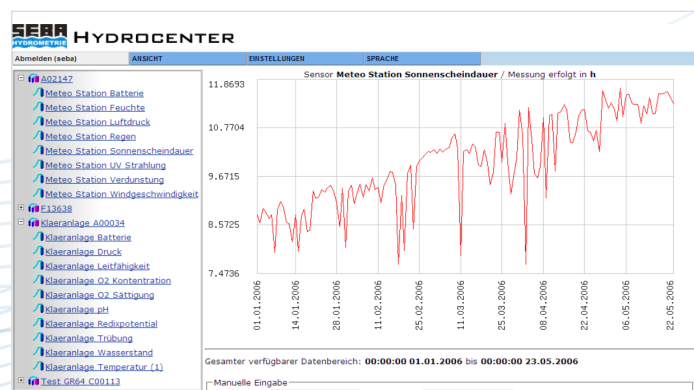 SEBA
HYDROMETRIE
HYDROCENTER
Abmelden (seba) ANSICHT EINSTELLUNGEN SPRACHE
A02147
Meteo Station Batterie
Meteo Station Feuchte
Meteo Station Luftdruck
Meteo Station Regen
Meteo Station Sonnenscheindauer
Meteo Station UV Strahlung
Meteo Station Verdunstung
Meteo Station Windgeschwindigkeit
F13638
Klaeranlage A00034
Klaeranlage Batterie
Klaeranlage Druck
Klaeranlage Leitfähigkeit
Klaeranlage O2 Kontentration
Klaeranlage O2 Sättigung
Klaeranlage pH
Klaeranlage Redixpotential
Klaeranlage Trübung
Klaeranlage Wasserstand
Klaeranlage Temperatur (1)
Test GR64 C00113
Sensor Meteo Station Sonnenscheindauer / Messung erfolgt in h
11.8693
10.7704
9.6715
8.5725
7.4736
01.01.2006
14.01.2006
28.01.2006
11.02.2006
25.02.2006
11.03.2006
25.03.2006
08.04.2006
22.04.2006
06.05.2006
22.05.2006
Gesamter verfügbarer Datenbereich: 00:00:00 01.01.2006 bis 00:00:00 23.05.2006
Manuelle Eingabe